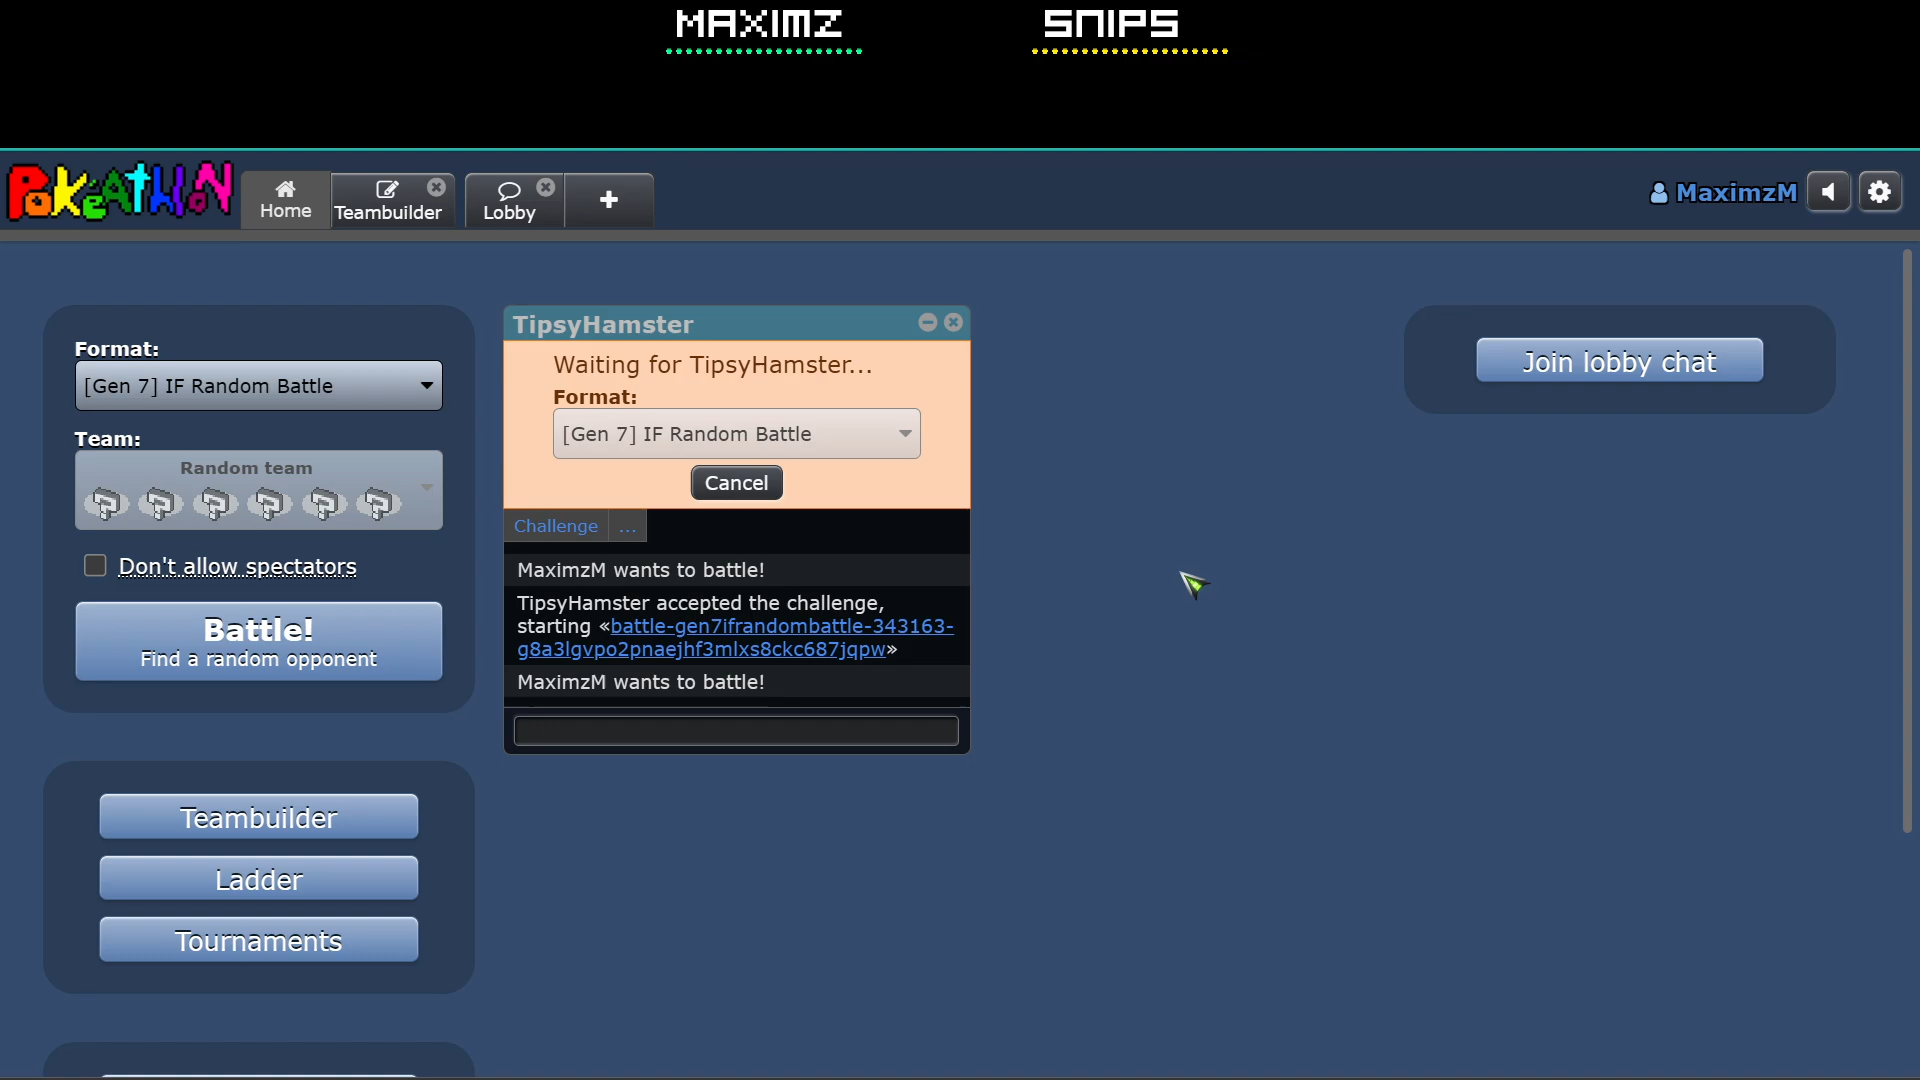 MAXIMZ
SNIPS
POKEATHLON
Home
Teambuilder
Lobby
+
MaximzM
Format:
[Gen 7] IF Random Battle
Team:
Random team
Don't allow spectators
Battle!
Find a random opponent
Teambuilder
Ladder
Tournaments
TipsyHamster
Waiting for TipsyHamster...
Format:
[Gen 7] IF Random Battle
Cancel
Challenge ...
MaximzM wants to battle!
TipsyHamster accepted the challenge,
starting «battle-gen7ifrandombattle-343163-
g8a3lgvpo2pnaejhf3mlxs8ckc687jqpw»
MaximzM wants to battle!
Join lobby chat